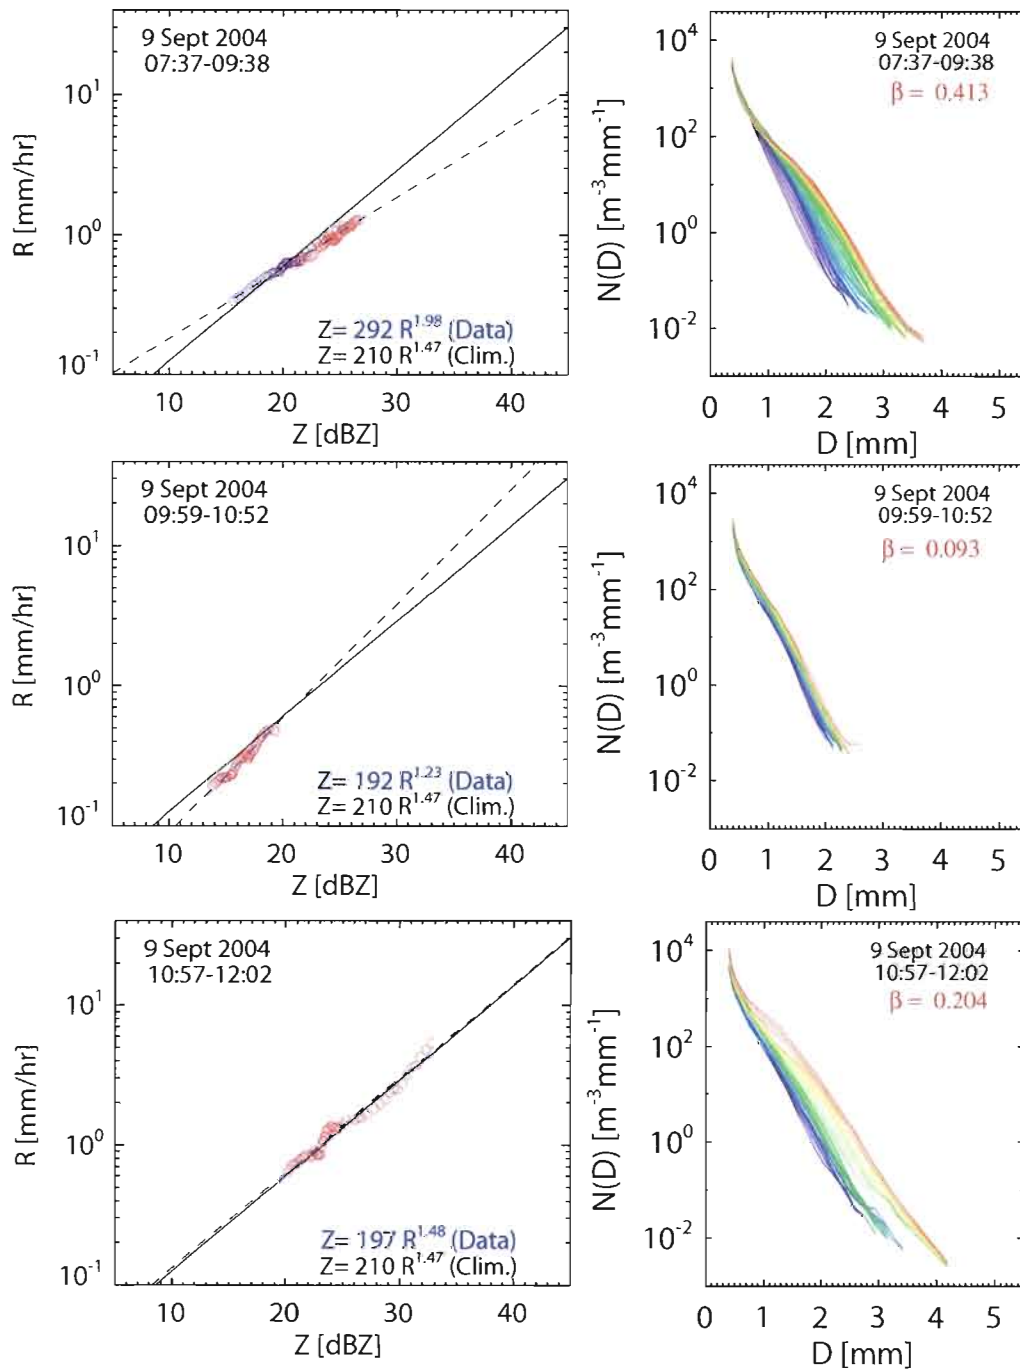 9 Sept 2004
07:37-09:38
10^1
10^0
10^-1
R [mm/hr]
Z= 292 R^1.98 (Data)
Z= 210 R^1.47 (Clim.)
10 20 30 40
Z [dBZ]
9 Sept 2004
07:37-09:38
β = 0.413
10^4
10^2
10^0
10^-2
N(D) [m^-3mm^-1]
0 1 2 3 4 5
D [mm]
9 Sept 2004
09:59-10:52
10^1
10^0
10^-1
R [mm/hr]
Z= 192 R^1.23 (Data)
Z= 210 R^1.47 (Clim.)
10 20 30 40
Z [dBZ]
9 Sept 2004
09:59-10:52
β = 0.093
10^4
10^2
10^0
10^-2
N(D) [m^-3mm^-1]
0 1 2 3 4 5
D [mm]
9 Sept 2004
10:57-12:02
10^1
10^0
10^-1
R [mm/hr]
Z= 197 R^1.48 (Data)
Z= 210 R^1.47 (Clim.)
10 20 30 40
Z [dBZ]
9 Sept 2004
10:57-12:02
β = 0.204
10^4
10^2
10^0
10^-2
N(D) [m^-3mm^-1]
0 1 2 3 4 5
D [mm]